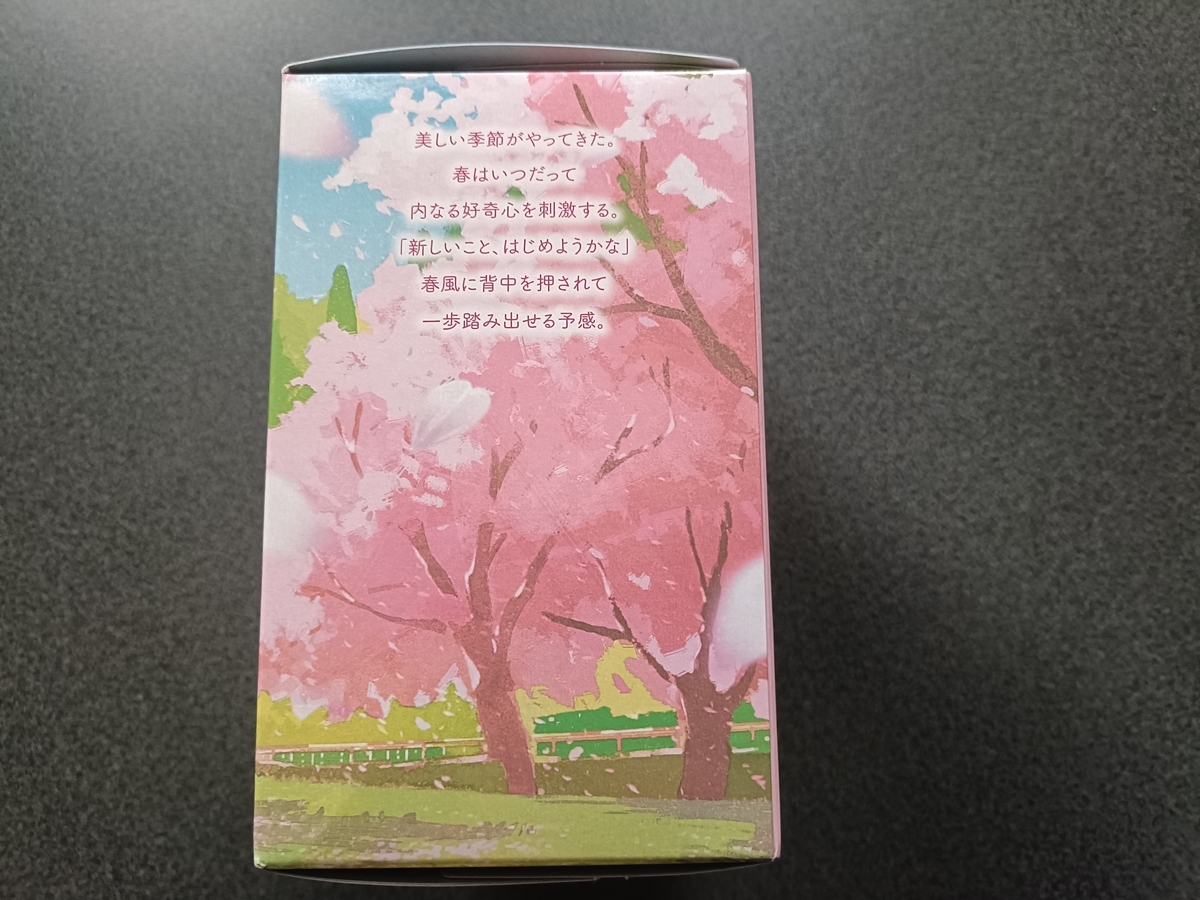 美しい季節がやってきた。
春はいつだって
内なる好奇心を刺激する。
「新しいこと、はじめようかな」
春風に背中を押されて
一歩踏み出せる予感。